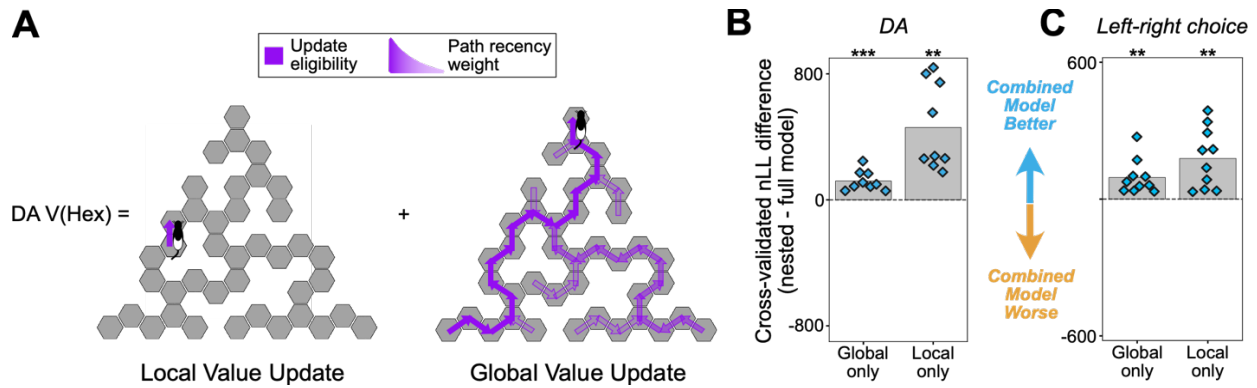 A
Update
eligibility
Path recency
weight
DA V(Hex) =
+
Local Value Update
Global Value Update
B
DA
Cross-validated nLL difference
(nested - full model)
***
**
800
0
-800
Global
only
Local
only
Combined
Model
Better
Combined
Model
Worse
C
Left-right choice
**
**
600
-600
Global
only
Local
only